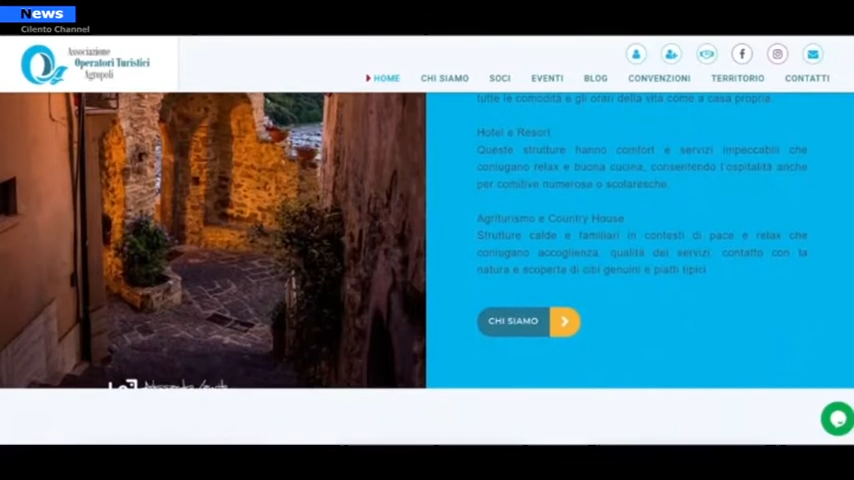 News
Cilento Channel
Associazione
Operatori Turistici
Agropoli
HOME CHI SIAMO SOCI EVENTI BLOG CONVENZIONI TERRITORIO CONTATTI
tutte le comodità e gli orari della vita come a casa propria.
Hotel e Resort
Queste strutture hanno comfort e servizi impeccabili che
coniugano relax e buona cucina, consentendo l'ospitalità anche
per comitive numerose o scolaresche.
Agriturismo e Country House
Strutture calde e familiari in contesti di pace e relax che
coniugano accoglienza, qualità dei servizi, contatto con la
natura e scoperta di cibi genuini e piatti tipici.
CHI SIAMO